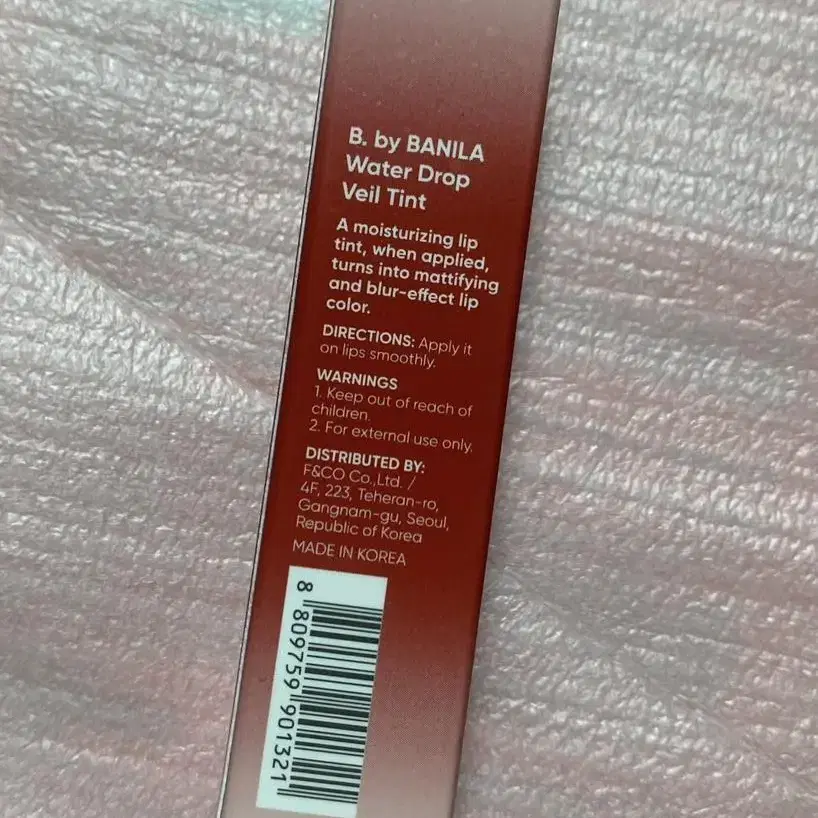 B. by BANILA
Water Drop
Veil Tint
A moisturizing lip
tint, when applied,
turns into mattifying
and blur-effect lip
color.
DIRECTIONS: Apply it
on lips smoothly.
WARNINGS
1. Keep out of reach of
children.
2. For external use only.
DISTRIBUTED BY:
F&CO Co.,Ltd. /
4F, 223, Teheran-ro,
Gangnam-gu, Seoul,
Republic of Korea
MADE IN KOREA
8 809759 901321